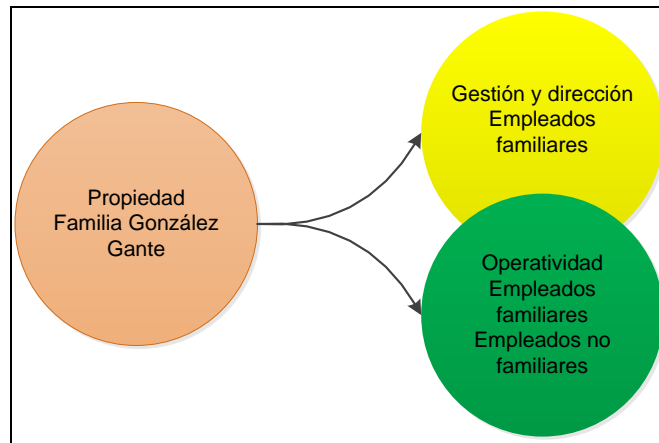 Propiedad
Familia González
Gante
Gestión y dirección
Empleados
familiares
Operatividad
Empleados
familiares
Empleados no
familiares